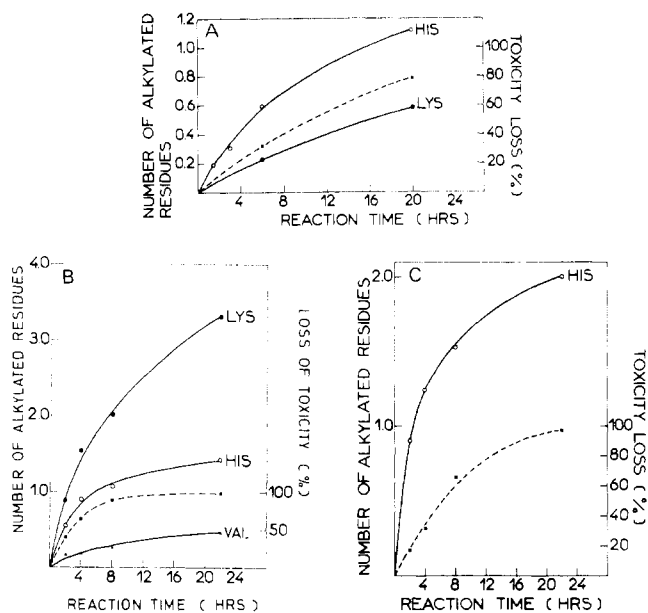 A
NUMBER OF ALKYLATED RESIDUES
1.2
1.0
0.8
0.6
0.4
0.2
HIS
LYS
100
80
60
40
20
TOXICITY LOSS (%)
4 8 12 16 20 24
REACTION TIME (HRS)
B
NUMBER OF ALKYLATED RESIDUES
4.0
3.0
2.0
1.0
LYS
HIS
VAL
100
50
LOSS OF TOXICITY (%)
4 8 12 16 20 24
REACTION TIME (HRS)
C
NUMBER OF ALKYLATED RESIDUES
2.0
1.0
HIS
100
80
60
40
20
TOXICITY LOSS (%)
4 8 12 16 20 24
REACTION TIME (HRS)